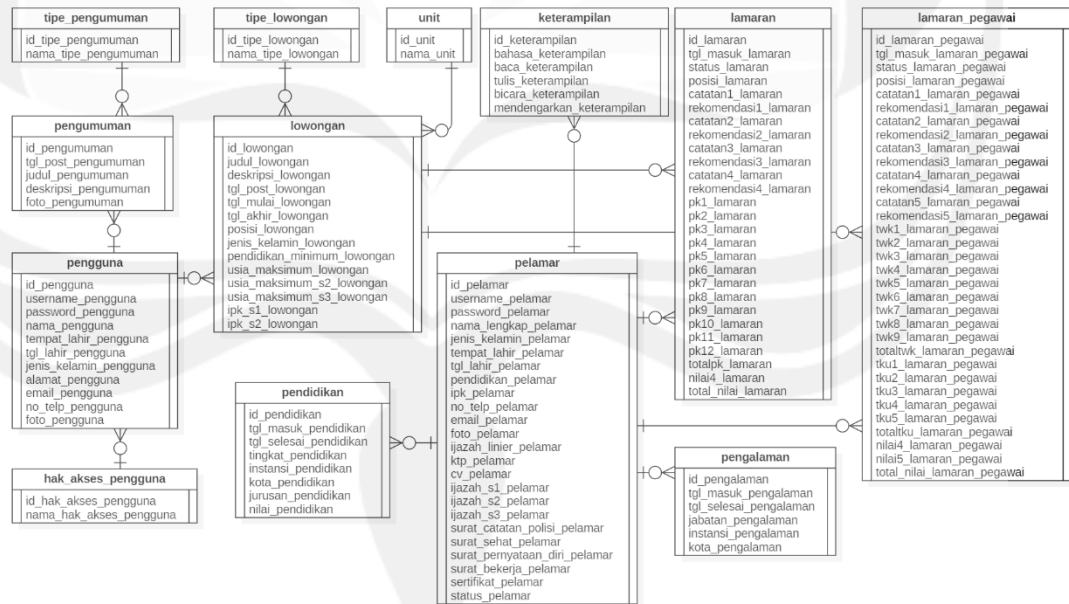 tipe_pengumuman
id_tipe_pengumuman
nama_tipe_pengumuman
tipe_lowongan
id_tipe_lowongan
nama_tipe_lowongan
unit
id_unit
nama_unit
keterampilan
id_keterampilan
bahasa_keterampilan
baca_keterampilan
tulis_keterampilan
bicara_keterampilan
mendengarkan_keterampilan
lamaran
id_lamaran
tgl_masuk_lamaran
status_lamaran
posisi_lamaran
catatan1_lamaran
rekomendasi1_lamaran
catatan2_lamaran
rekomendasi2_lamaran
catatan3_lamaran
rekomendasi3_lamaran
catatan4_lamaran
rekomendasi4_lamaran
pk1_lamaran
pk2_lamaran
pk3_lamaran
pk4_lamaran
pk5_lamaran
pk6_lamaran
pk7_lamaran
pk8_lamaran
pk9_lamaran
pk10_lamaran
pk11_lamaran
pk12_lamaran
totalpk_lamaran
nilai4_lamaran
total_nilai_lamaran
lamaran_pegawai
id_lamaran_pegawai
tgl_masuk_lamaran_pegawai
status_lamaran_pegawai
posisi_lamaran_pegawai
catatan1_lamaran_pegawai
rekomendasi1_lamaran_pegawai
catatan2_lamaran_pegawai
rekomendasi2_lamaran_pegawai
catatan3_lamaran_pegawai
rekomendasi3_lamaran_pegawai
catatan4_lamaran_pegawai
rekomendasi4_lamaran_pegawai
catatan5_lamaran_pegawai
rekomendasi5_lamaran_pegawai
twk1_lamaran_pegawai
twk2_lamaran_pegawai
twk3_lamaran_pegawai
twk4_lamaran_pegawai
twk5_lamaran_pegawai
twk6_lamaran_pegawai
twk7_lamaran_pegawai
twk8_lamaran_pegawai
twk9_lamaran_pegawai
totaltwk_lamaran_pegawai
tku1_lamaran_pegawai
tku2_lamaran_pegawai
tku3_lamaran_pegawai
tku4_lamaran_pegawai
tku5_lamaran_pegawai
totaltku_lamaran_pegawai
nilai4_lamaran_pegawai
nilai5_lamaran_pegawai
total_nilai_lamaran_pegawai
pengumuman
id_pengumuman
tgl_post_pengumuman
judul_pengumuman
deskripsi_pengumuman
foto_pengumuman
lowongan
id_lowongan
judul_lowongan
deskripsi_lowongan
tgl_post_lowongan
tgl_mulai_lowongan
tgl_akhir_lowongan
posisi_lowongan
jenis_kelamin_lowongan
pendidikan_minimum_lowongan
usia_maksimum_lowongan
usia_maksimum_s2_lowongan
usia_maksimum_s3_lowongan
ipk_s1_lowongan
ipk_s2_lowongan
pengguna
id_pengguna
username_pengguna
password_pengguna
nama_pengguna
tempat_lahir_pengguna
tgl_lahir_pengguna
jenis_kelamin_pengguna
alamat_pengguna
email_pengguna
no_telp_pengguna
foto_pengguna
pelamar
id_pelamar
username_pelamar
password_pelamar
nama_lengkap_pelamar
jenis_kelamin_pelamar
tempat_lahir_pelamar
tgl_lahir_pelamar
pendidikan_pelamar
ipk_pelamar
no_telp_pelamar
email_pelamar
foto_pelamar
ijazah_linier_pelamar
ktp_pelamar
cv_pelamar
ijazah_s1_pelamar
ijazah_s2_pelamar
ijazah_s3_pelamar
surat_catatan_polisi_pelamar
surat_sehat_pelamar
surat_pernyataan_diri_pelamar
surat_bekerja_pelamar
sertifikat_pelamar
status_pelamar
pendidikan
id_pendidikan
tgl_masuk_pendidikan
tgl_selesai_pendidikan
tingkat_pendidikan
instansi_pendidikan
kota_pendidikan
jurusan_pendidikan
nilai_pendidikan
pengalaman
id_pengalaman
tgl_masuk_pengalaman
tgl_selesai_pengalaman
jabatan_pengalaman
instansi_pengalaman
kota_pengalaman
hak_akses_pengguna
id_hak_akses_pengguna
nama_hak_akses_pengguna